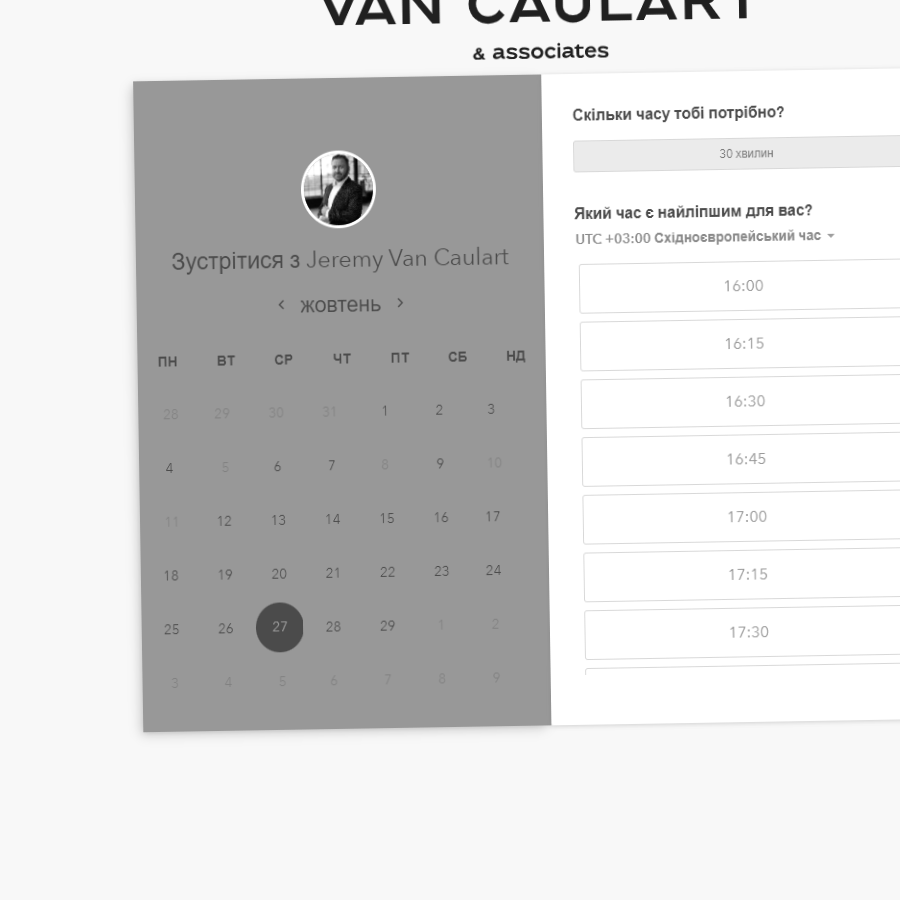 VAN CAULART
& associates
Зустрітися з Jeremy Van Caulart
‹ жовтень ›
ПН ВТ СР ЧТ ПТ СБ НД
28 29 30 31 1 2 3
4 5 6 7 8 9 10
11 12 13 14 15 16 17
18 19 20 21 22 23 24
25 26 27 28 29 1 2
3 4 5 6 7 8 9
Скільки часу тобі потрібно?
30 хвилин
Який час є найліпшим для вас?
UTC +03:00 Східноєвропейський час
16:00
16:15
16:30
16:45
17:00
17:15
17:30